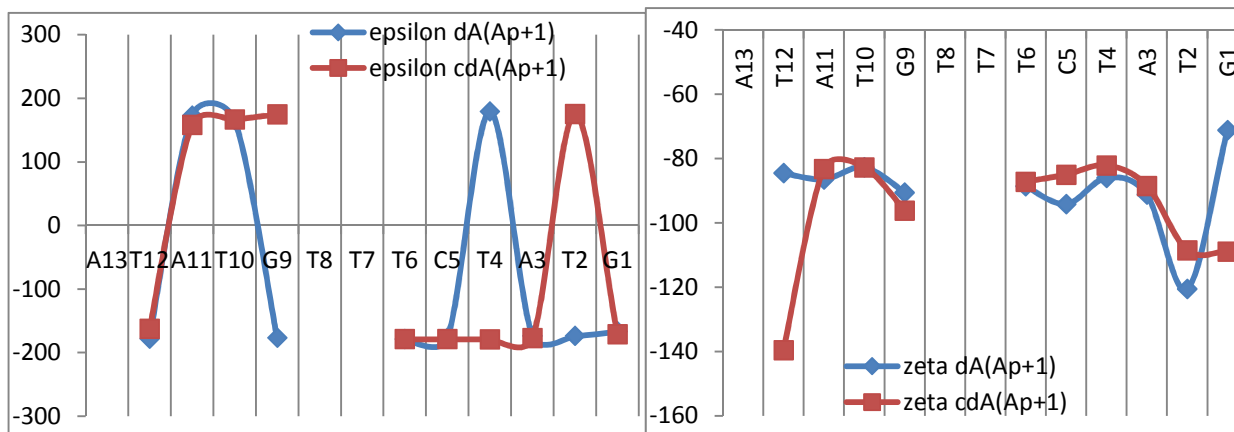 300
200
100
0
-100
-200
-300
epsilon dA(Ap+1)
epsilon cdA(Ap+1)
A13 T12 A11 T10 G9 T8 T7 T6 C5 T4 A3 T2 G1
-40
-60
-80
-100
-120
-140
-160
A13 T12 A11 T10 G9 T8 T7 T6 C5 T4 A3 T2 G1
zeta dA(Ap+1)
zeta cdA(Ap+1)